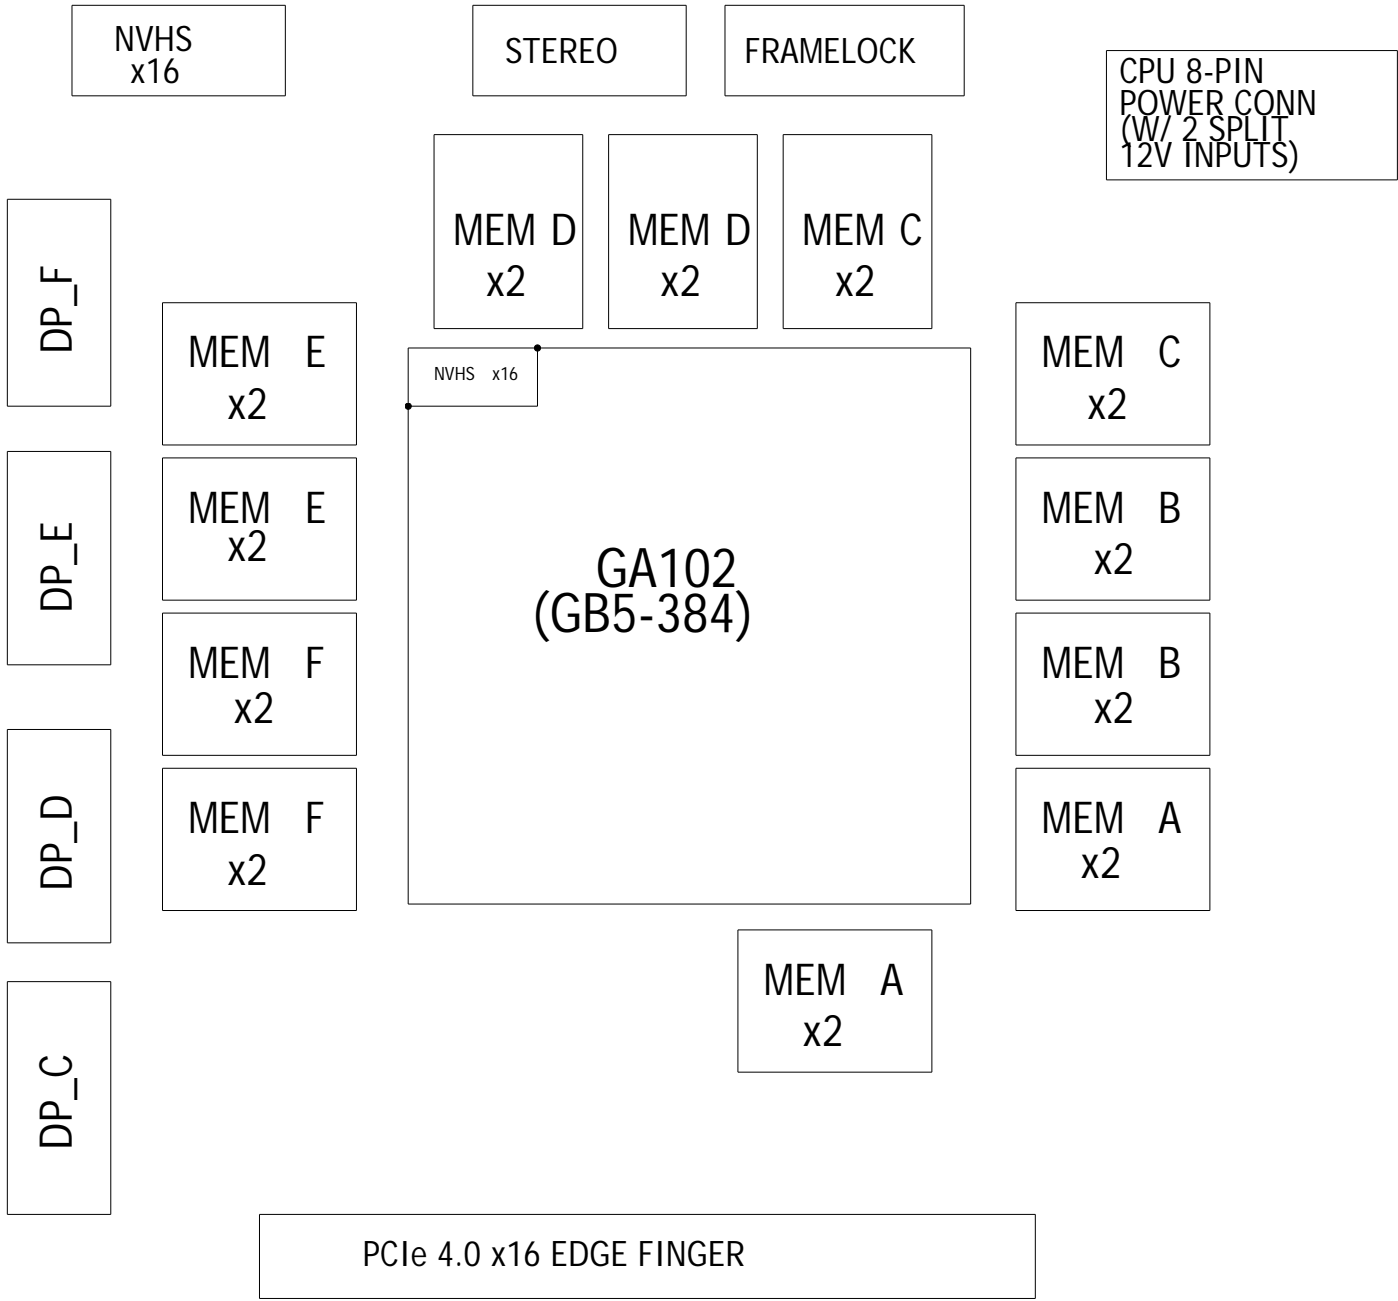 NVHS
x16
STEREO
FRAMELOCK
CPU 8-PIN
POWER CONN
(W/ 2 SPLIT
12V INPUTS)
MEM D
x2
MEM D
x2
MEM C
x2
DP_F
MEM E
x2
NVHS x16
MEM C
x2
DP_E
MEM E
x2
GA102
(GB5-384)
MEM B
x2
MEM F
x2
MEM B
x2
DP_D
MEM F
x2
MEM A
x2
MEM A
x2
DP_C
PCIe 4.0 x16 EDGE FINGER